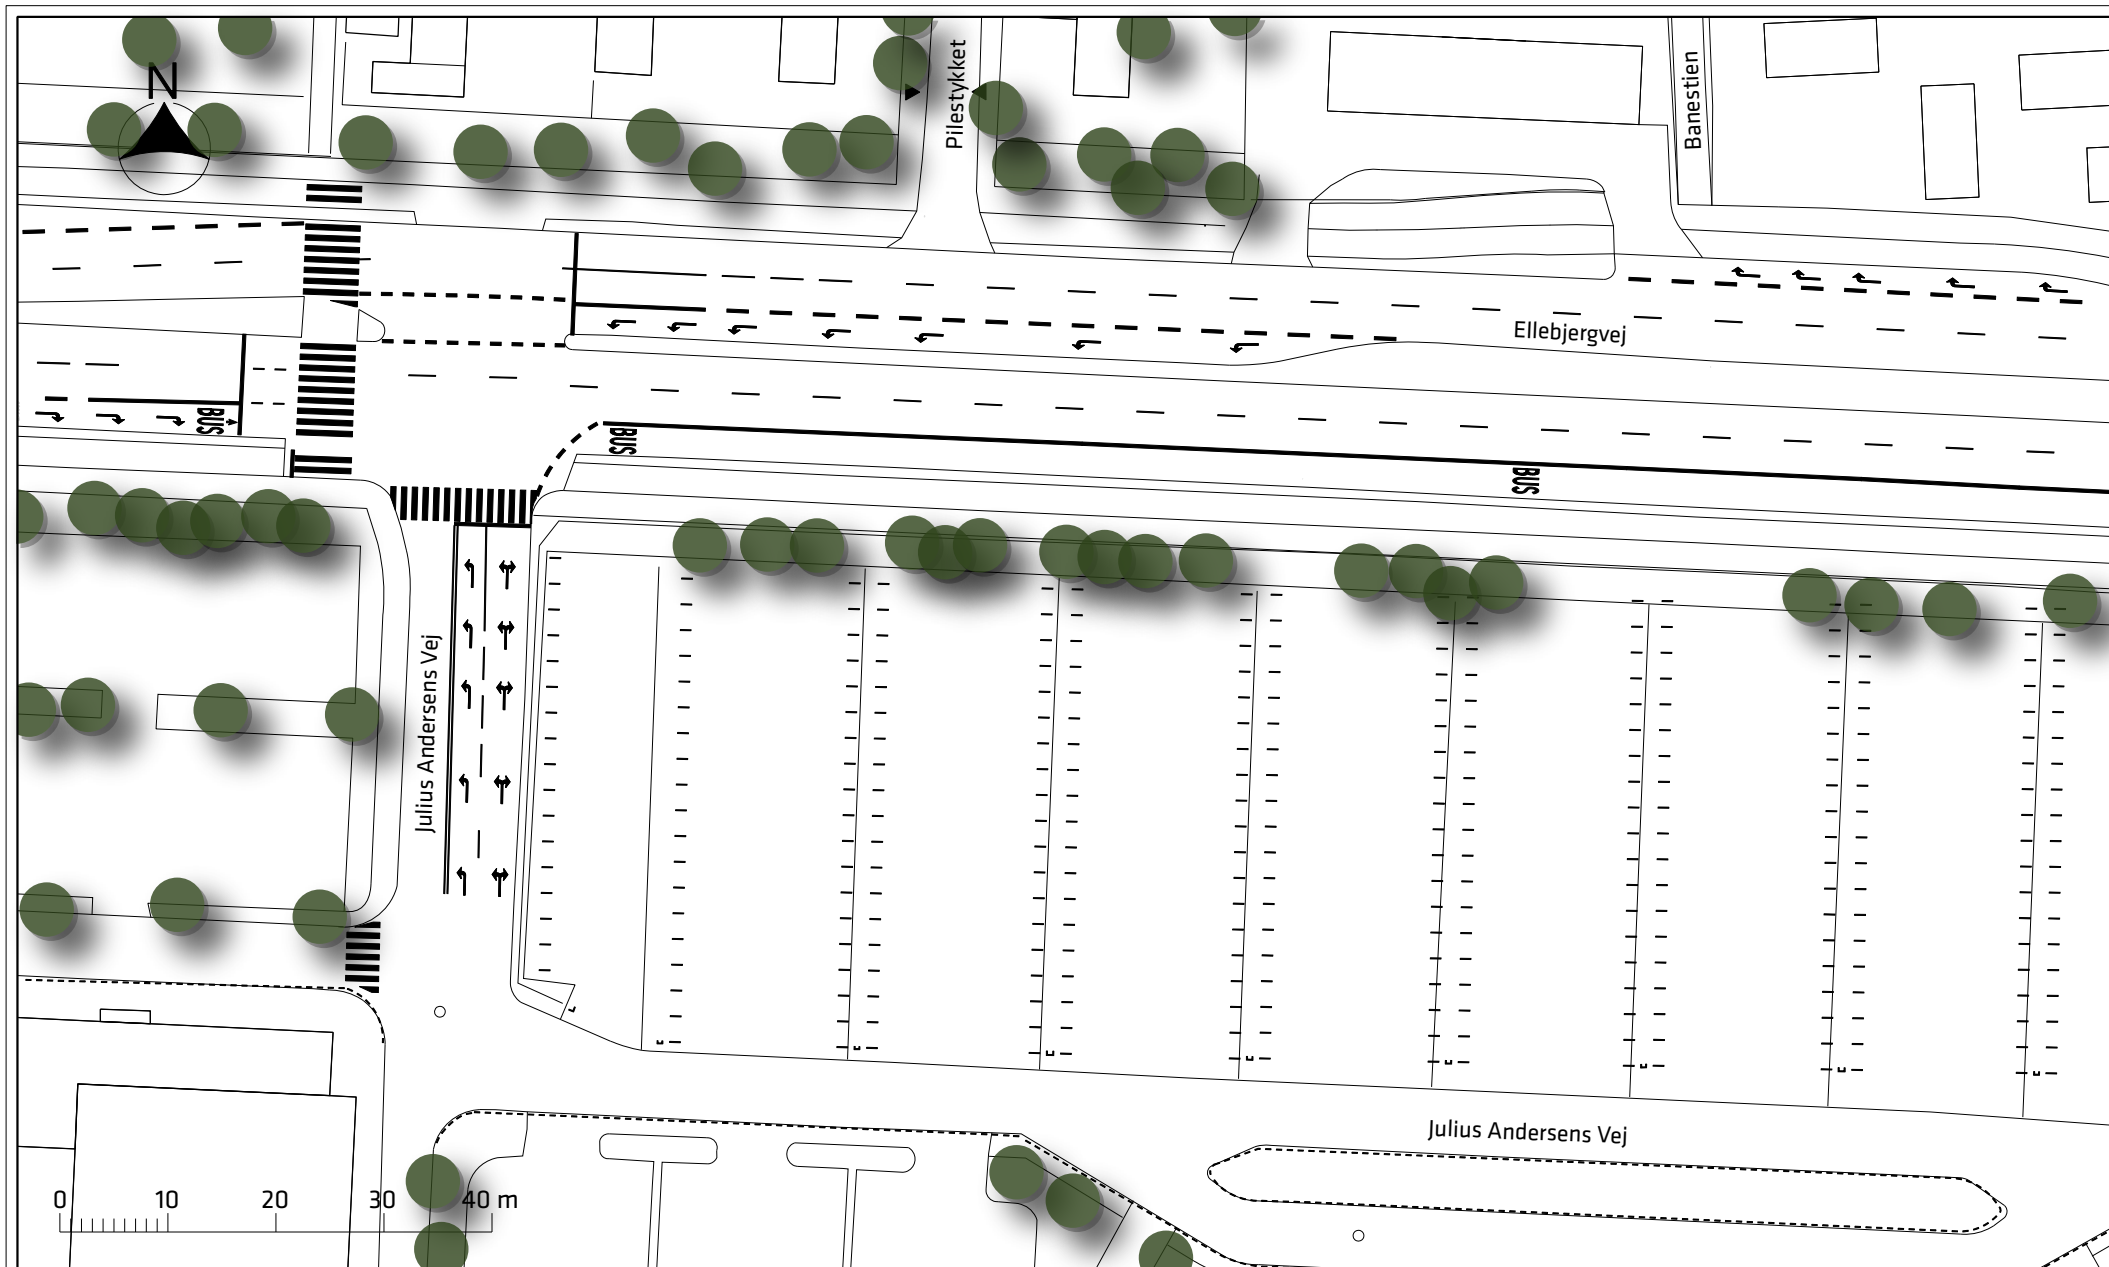 N
Pilestykket
Banestien
Ellebjergvej
BUS
BUS
BUS
Julius Andersens Vej
Julius Andersens Vej
0 10 20 30 40 m